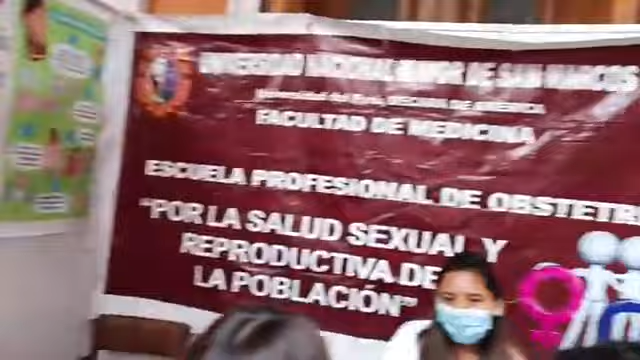 UNIVERSIDAD NACIONAL MAYOR DE SAN MARCOS
Universidad del Perú. DECANA DE AMÉRICA
FACULTAD DE MEDICINA
ESCUELA PROFESIONAL DE OBSTETRI
"POR LA SALUD SEXUAL Y
REPRODUCTIVA DE
LA POBLACIÓN"